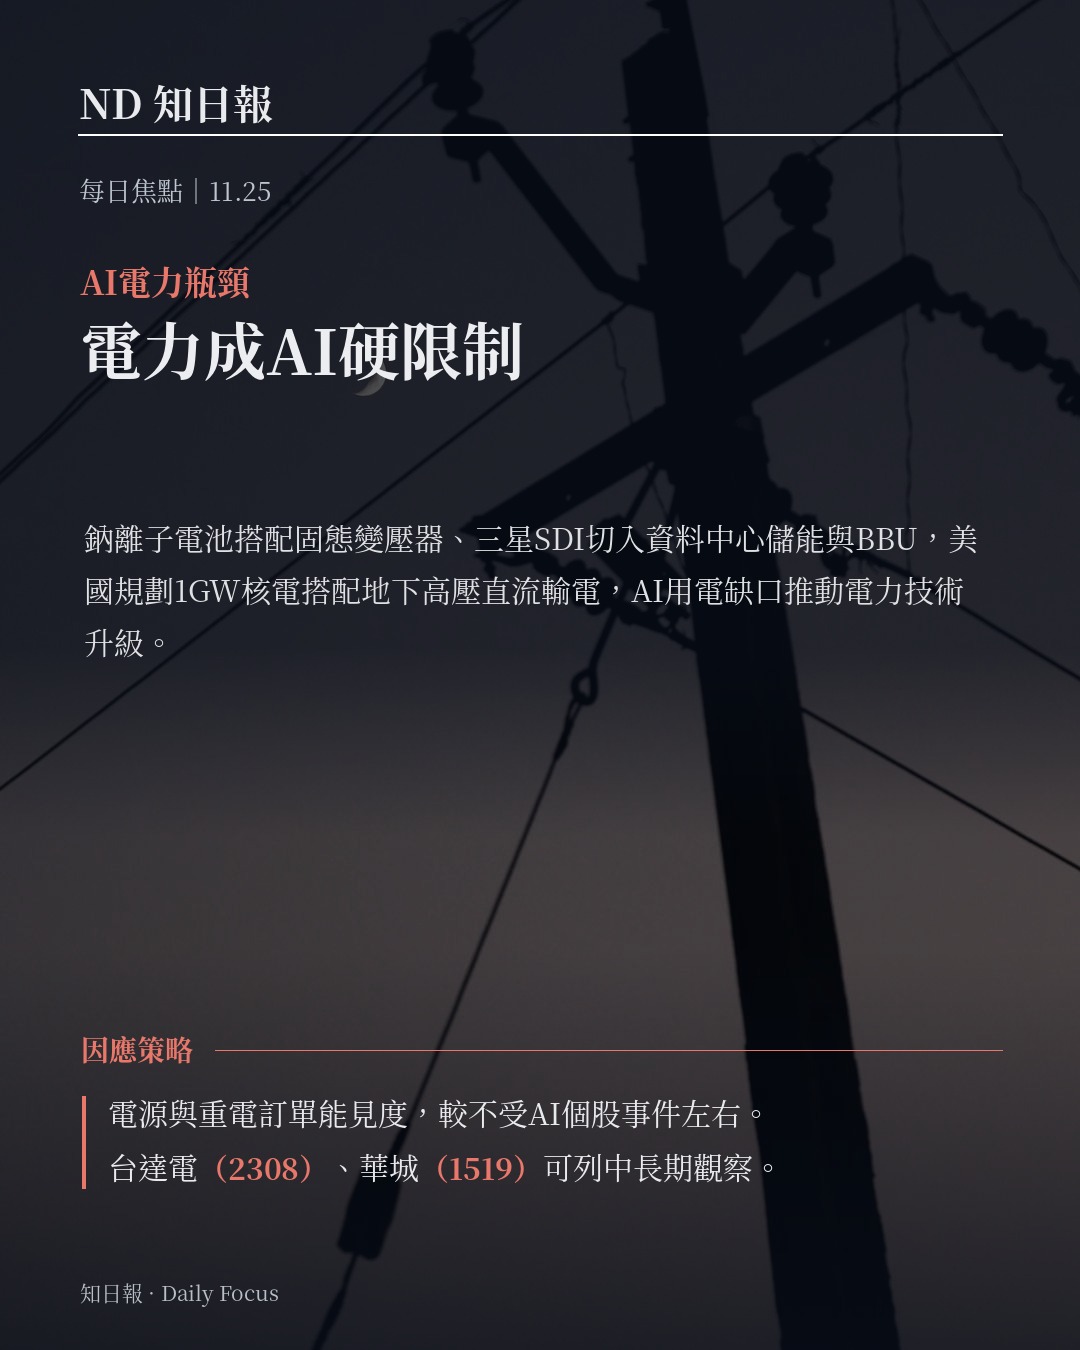 ND 知日報
每日焦點｜11.25
AI電力瓶頸
電力成AI硬限制
鈉離子電池搭配固態變壓器、三星SDI切入資料中心儲能與BBU，美
國規劃1GW核電搭配地下高壓直流輸電，AI用電缺口推動電力技術
升級。
因應策略
電源與重電訂單能見度，較不受AI個股事件左右。
台達電（2308）、華城（1519）可列中長期觀察。
知日報 · Daily Focus